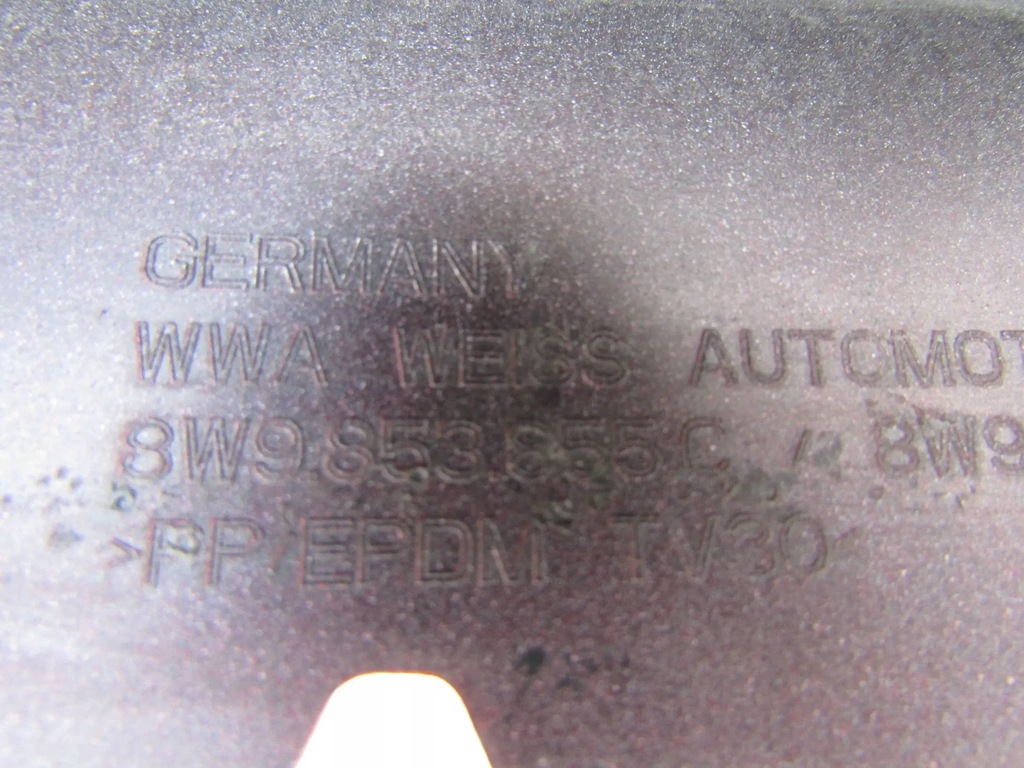 GERMANY
WWA WEISS AUTOMOT
8W9.853.855 C / 8W9
>PP/EPDM TV30